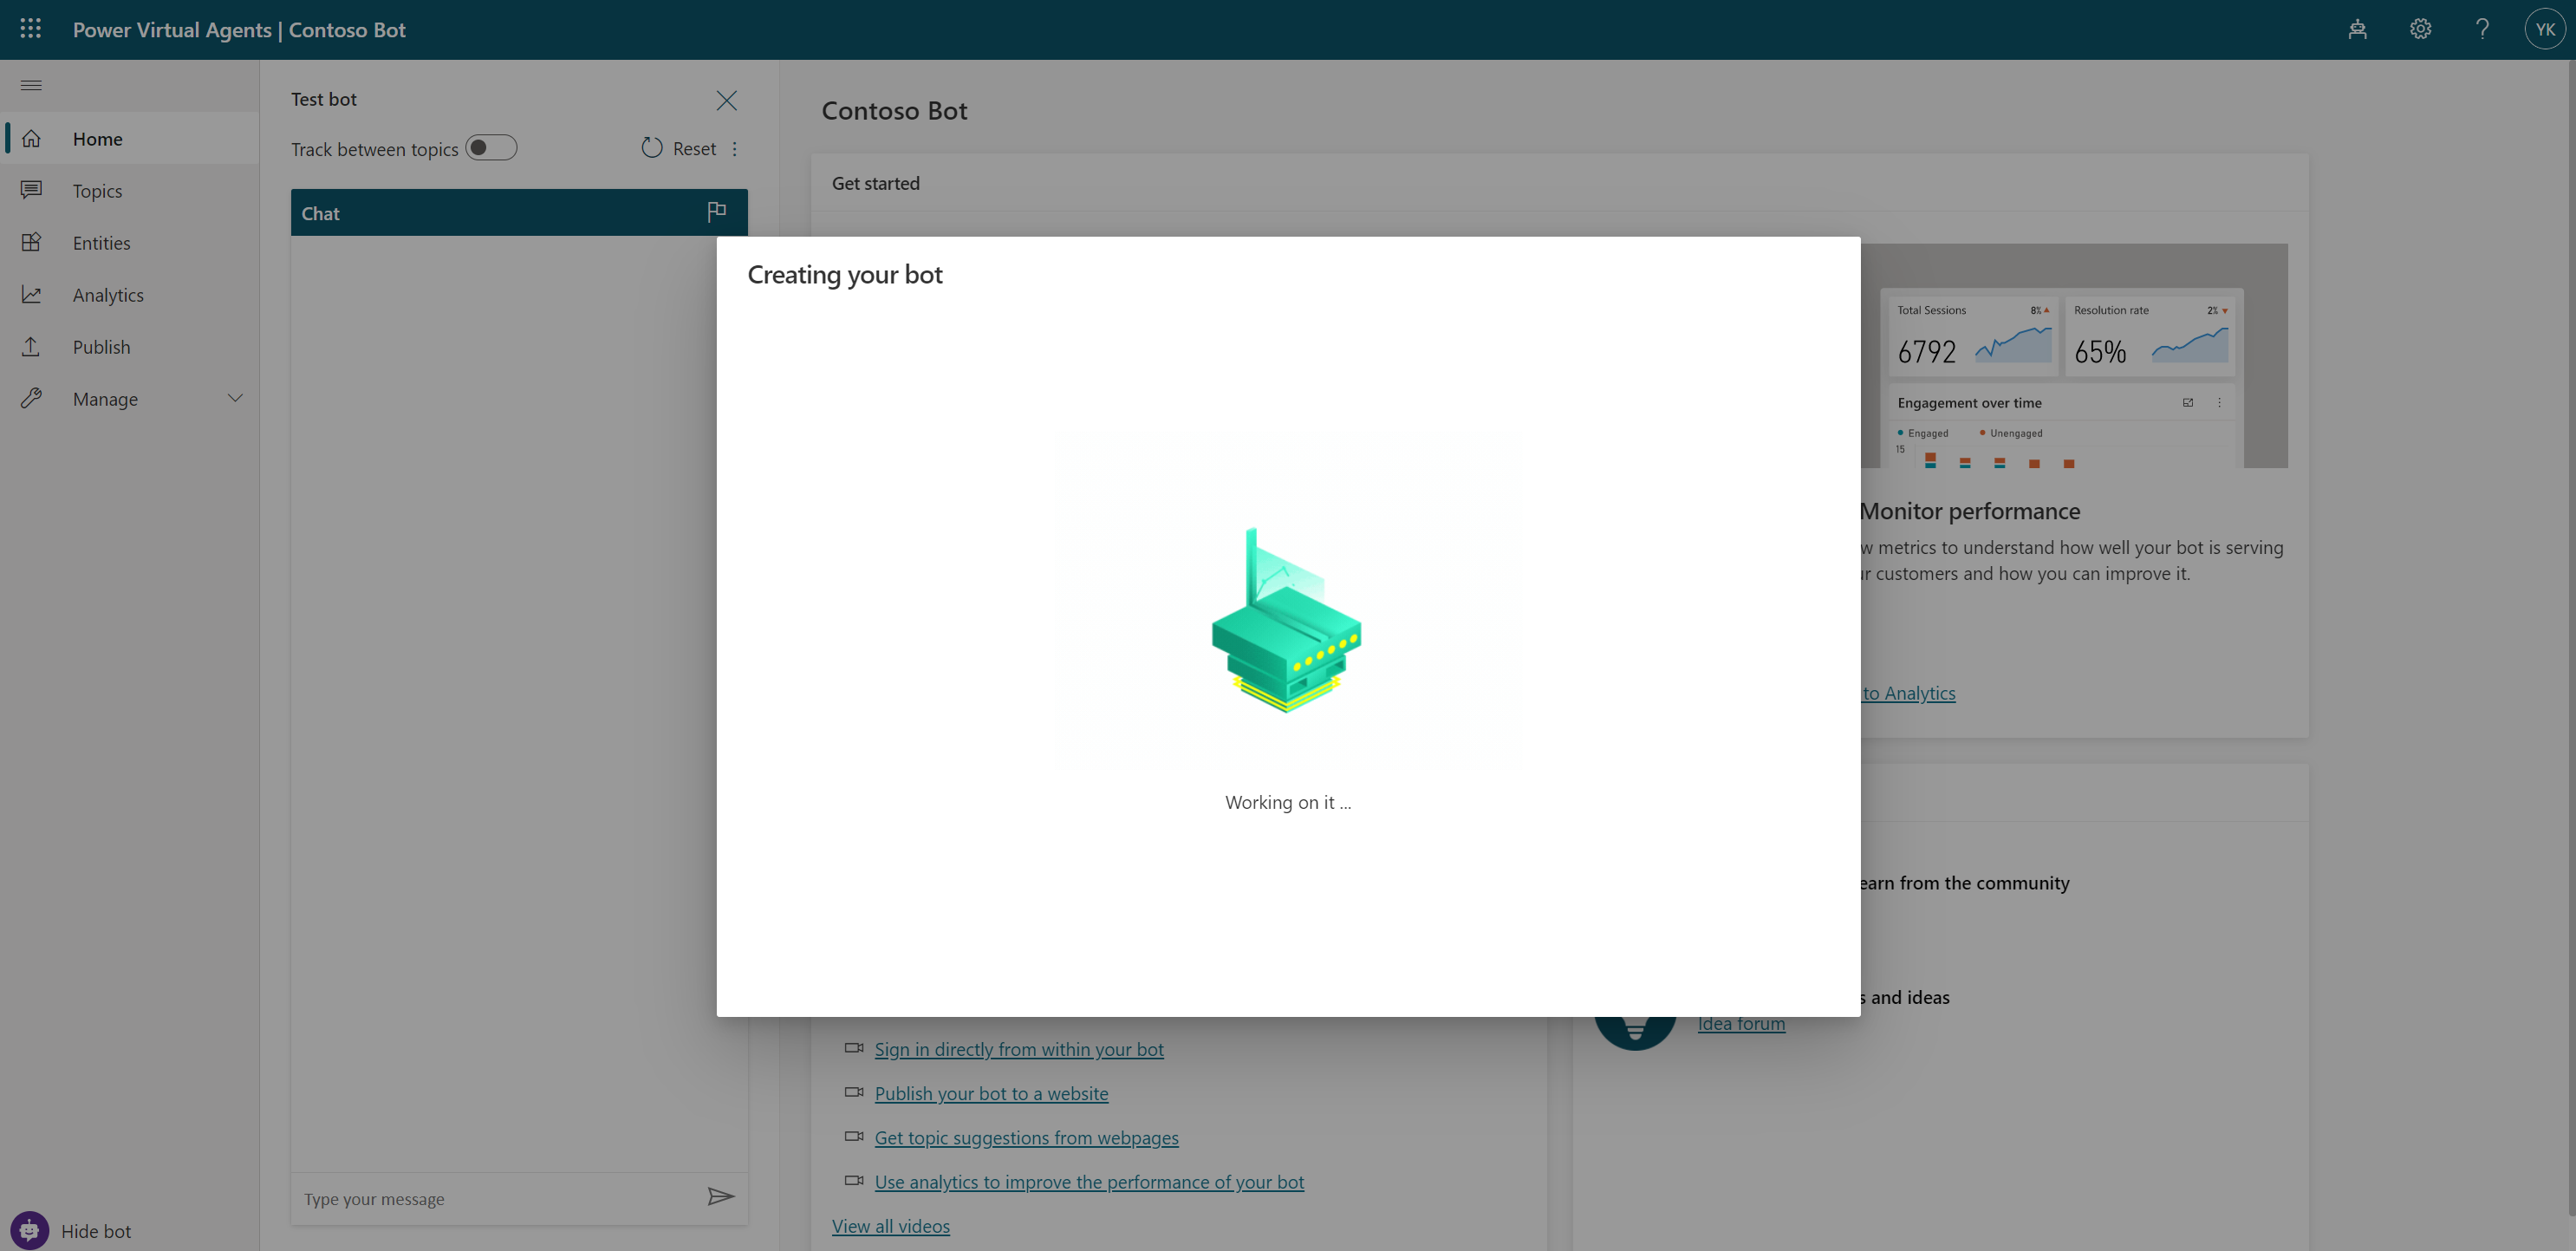 Power Virtual Agents | Contoso Bot
YK
Home
Topics
Entities
Analytics
Publish
Manage
Hide bot
Test bot
Track between topics
Reset
Chat
Type your message
Contoso Bot
Get started
Creating your bot
Working on it ...
Total Sessions
8%
6792
Resolution rate
2%
65%
Engagement over time
Engaged
Unengaged
15
Monitor performance
w metrics to understand how well your bot is serving
r customers and how you can improve it.
to Analytics
earn from the community
s and ideas
Idea forum
Sign in directly from within your bot
Publish your bot to a website
Get topic suggestions from webpages
Use analytics to improve the performance of your bot
View all videos